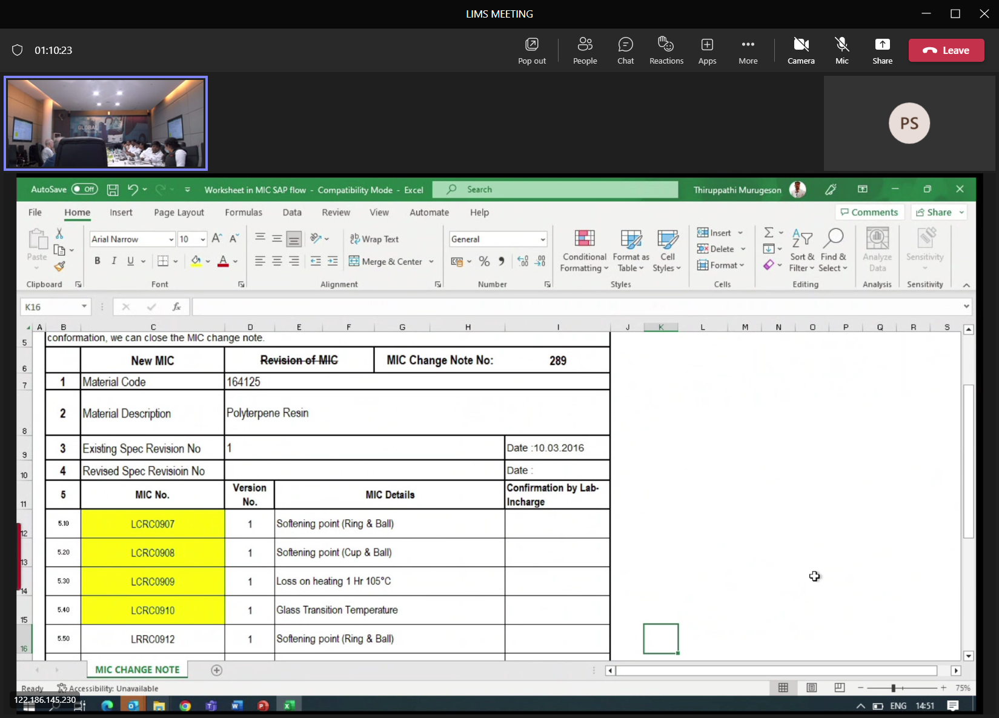 LIMS MEETING
01:10:23
Pop out
People
Chat
Reactions
Apps
More
Camera
Mic
Share
Leave
GLOBAL
PS
AutoSave Off
Worksheet in MIC SAP flow - Compatibility Mode - Excel
Search
Thiruppathi Murugeson
File Home Insert Page Layout Formulas Data Review View Automate Help
Comments Share
Paste
Arial Narrow 10
Wrap Text
General
Merge & Center
B I U
Conditional Formatting
Format as Table
Cell Styles
Insert
Delete
Format
Sort & Filter
Find & Select
Analyze Data
Sensitivity
Clipboard Font Alignment Number Styles Cells Editing Analysis Sensitivity
K16
fx
A B C D E F G H I J K L M N O P Q R S
5 conformation, we can close the MIC change note.
6 New MIC Revision of MIC MIC Change Note No: 289
7 1 Material Code 164125
8 2 Material Description Polyterpene Resin
9 3 Existing Spec Revision No 1 Date :10.03.2016
10 4 Revised Spec Revisioin No Date :
11 5 MIC No. Version No. MIC Details Confirmation by Lab-Incharge
12 5.10 LCRC0907 1 Softening point (Ring & Ball)
13 5.20 LCRC0908 1 Softening point (Cup & Ball)
14 5.30 LCRC0909 1 Loss on heating 1 Hr 105°C
15 5.40 LCRC0910 1 Glass Transition Temperature
16 5.50 LRRC0912 1 Softening point (Ring & Ball)
MIC CHANGE NOTE
Ready Accessibility: Unavailable
75%
122.186.145.230
ENG 14:51